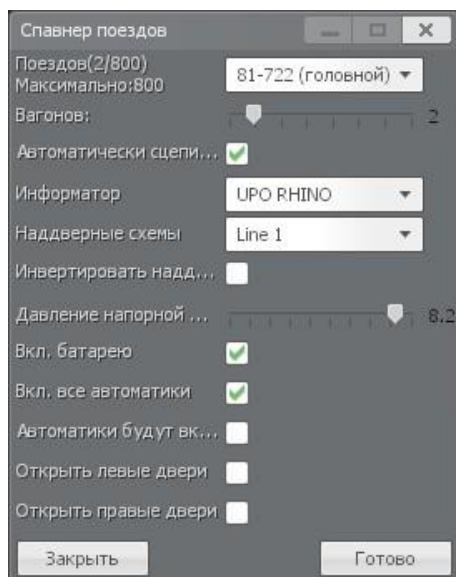 Спавнер поездов
Поездов(2/800)
Максимально:800
81-722 (головной)
Вагонов:
2
Автоматически сцепи...
Информатор
UPO RHINO
Наддверные схемы
Line 1
Инвертировать надд...
Давление напорной ...
8.2
Вкл. батарею
Вкл. все автоматики
Автоматики будут вк...
Открыть левые двери
Открыть правые двери
Закрыть
Готово